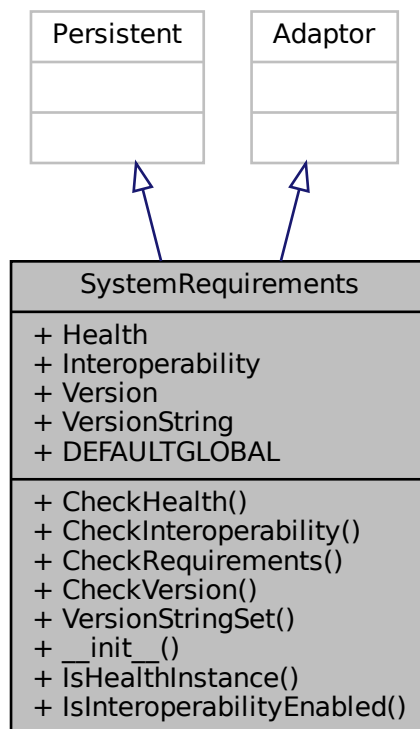 Persistent
Adaptor
SystemRequirements
+ Health
+ Interoperability
+ Version
+ VersionString
+ DEFAULTGLOBAL
+ CheckHealth()
+ CheckInteroperability()
+ CheckRequirements()
+ CheckVersion()
+ VersionStringSet()
+ __init__()
+ IsHealthInstance()
+ IsInteroperabilityEnabled()